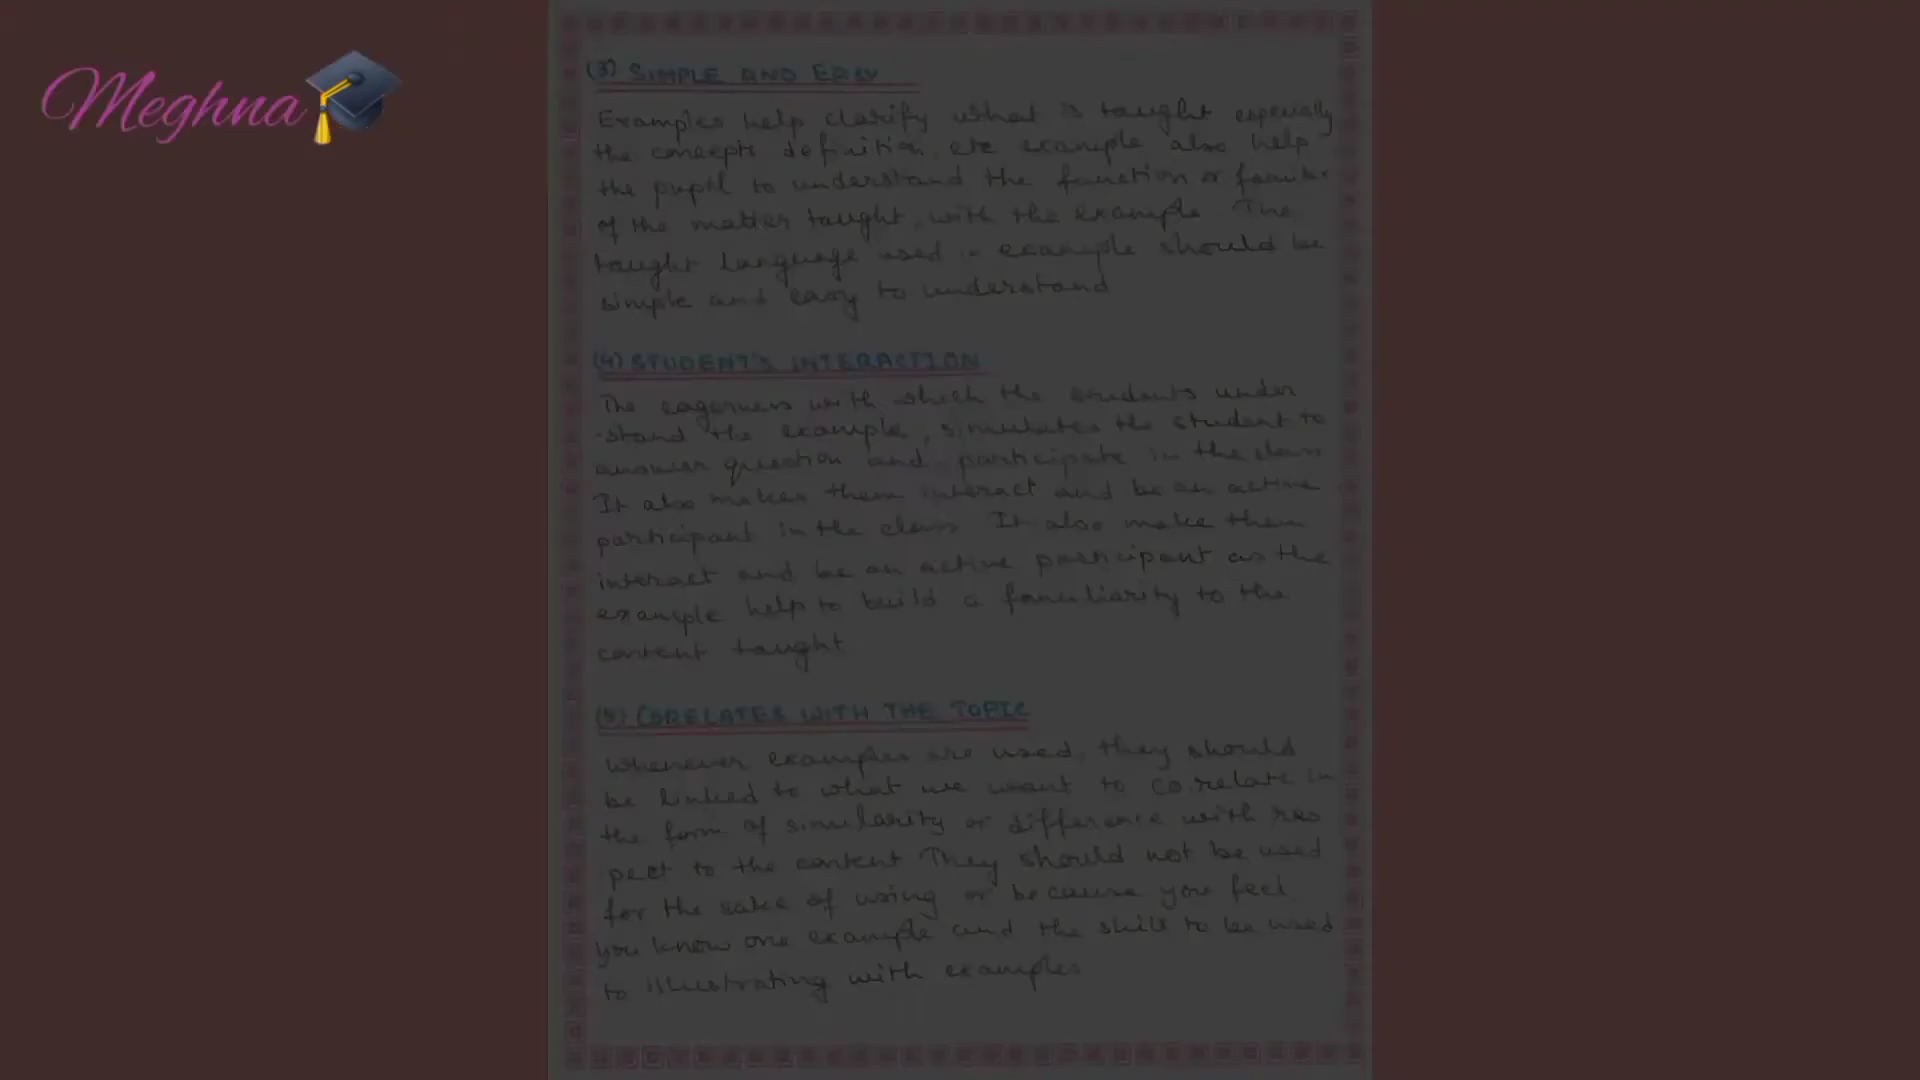 Meghna
(3) SIMPLE AND EASY
Examples help clarify what is taught especially
the concepts definition etc example also help
the pupil to understand the function or
of the matter taught, with the example. The
taught language used in example should be
simple and easy to understand
(4) STUDENT'S INTERACTION
The eagerness with which the students under
-stand the example, simulates the student to
answer question and participate in the class
It also makes them interact and be an active
participant in the class It also make them
interact and be an active participant as the
example help to build a familiarity to the
content taught
(5) CORELATES WITH THE TOPIC
Whenever examples are used, they should
be linked to what we want to co.relate in
the form of similarity or difference with res
pect to the content They should not be used
for the sake of using or because you feel
you know one example and the skill to be used
to illustrating with examples